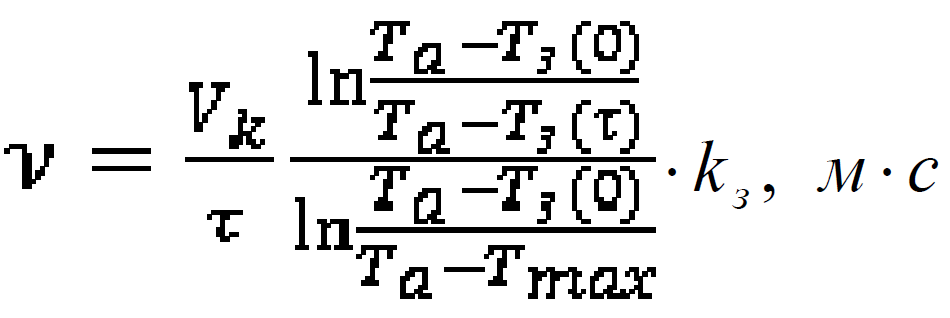 ν = V_k/τ · ln((T_a − T_з(0))/(T_a − T_з(τ))) / ln((T_a − T_з(0))/(T_a − T_max)) · k_з, м · с